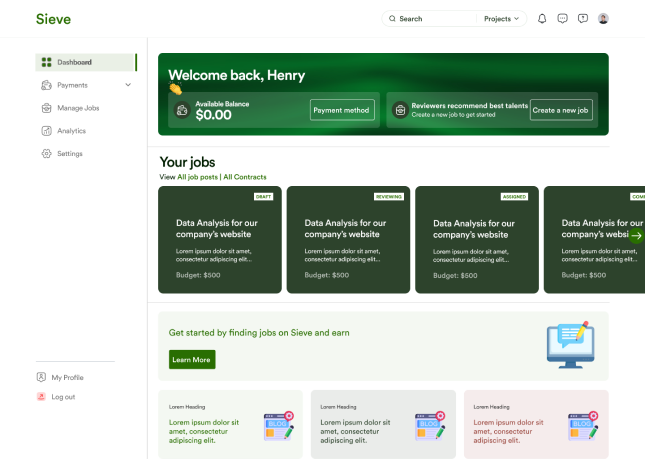 Sieve
Search
Projects
Dashboard
Payments
Manage Jobs
Analytics
Settings
My Profile
Log out
Welcome back, Henry
Available Balance
$0.00
Payment method
Reviewers recommend best talents
Create a new job to get started
Create a new job
Your jobs
View All job posts | All Contracts
DRAFT
Data Analysis for our
company's website
Lorem ipsum dolor sit amet,
consectetur adipiscing elit...
Budget: $500
REVIEWING
Data Analysis for our
company's website
Lorem ipsum dolor sit amet,
consectetur adipiscing elit...
Budget: $500
ASSIGNED
Data Analysis for our
company's website
Lorem ipsum dolor sit amet,
consectetur adipiscing elit...
Budget: $500
COM
Data Analysis for our
company's websi
Lorem ipsum dolor sit amet,
consectetur adipiscing elit...
Budget: $500
Get started by finding jobs on Sieve and earn
Learn More
Lorem Heading
Lorem ipsum dolor sit
amet, consectetur
adipiscing elit.
BLOG
Lorem Heading
Lorem ipsum dolor sit
amet, consectetur
adipiscing elit.
BLOG
Lorem Heading
Lorem ipsum dolor sit
amet, consectetur
adipiscing elit.
BLOG